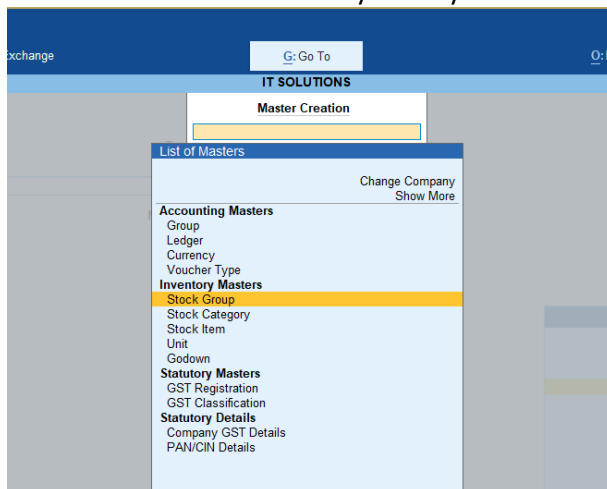 Exchange
G: Go To
O:
IT SOLUTIONS
Master Creation
List of Masters
Change Company
Show More
Accounting Masters
Group
Ledger
Currency
Voucher Type
Inventory Masters
Stock Group
Stock Category
Stock Item
Unit
Godown
Statutory Masters
GST Registration
GST Classification
Statutory Details
Company GST Details
PAN/CIN Details